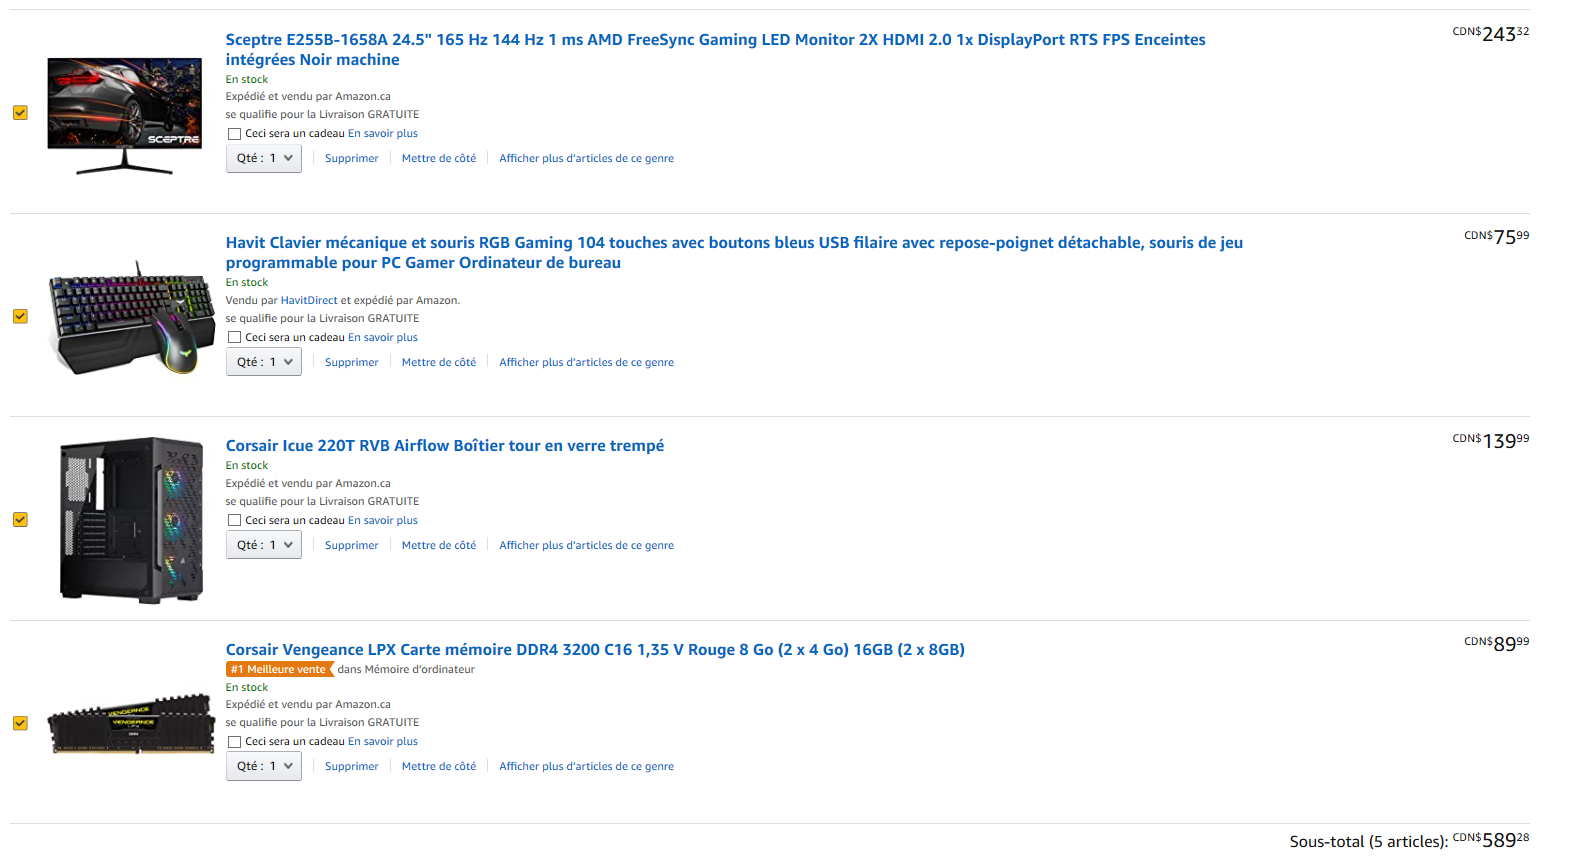 Sceptre E255B-1658A 24.5" 165 Hz 144 Hz 1 ms AMD FreeSync Gaming LED Monitor 2X HDMI 2.0 1x DisplayPort RTS FPS Enceintes
intégrées Noir machine
CDN$ 243 32
En stock
Expédié et vendu par Amazon.ca
se qualifie pour la Livraison GRATUITE
Ceci sera un cadeau En savoir plus
Qté : 1 Supprimer Mettre de côté Afficher plus d'articles de ce genre
SCEPTRE
Havit Clavier mécanique et souris RGB Gaming 104 touches avec boutons bleus USB filaire avec repose-poignet détachable, souris de jeu
programmable pour PC Gamer Ordinateur de bureau
CDN$ 75 99
En stock
Vendu par HavitDirect et expédié par Amazon.
se qualifie pour la Livraison GRATUITE
Ceci sera un cadeau En savoir plus
Qté : 1 Supprimer Mettre de côté Afficher plus d'articles de ce genre
Corsair Icue 220T RVB Airflow Boîtier tour en verre trempé
CDN$ 139 99
En stock
Expédié et vendu par Amazon.ca
se qualifie pour la Livraison GRATUITE
Ceci sera un cadeau En savoir plus
Qté : 1 Supprimer Mettre de côté Afficher plus d'articles de ce genre
Corsair Vengeance LPX Carte mémoire DDR4 3200 C16 1,35 V Rouge 8 Go (2 x 4 Go) 16GB (2 x 8GB)
CDN$ 89 99
#1 Meilleure vente dans Mémoire d'ordinateur
En stock
Expédié et vendu par Amazon.ca
se qualifie pour la Livraison GRATUITE
Ceci sera un cadeau En savoir plus
Qté : 1 Supprimer Mettre de côté Afficher plus d'articles de ce genre
VENGEANCE
VENGEANCE
Sous-total (5 articles): CDN$ 589 28